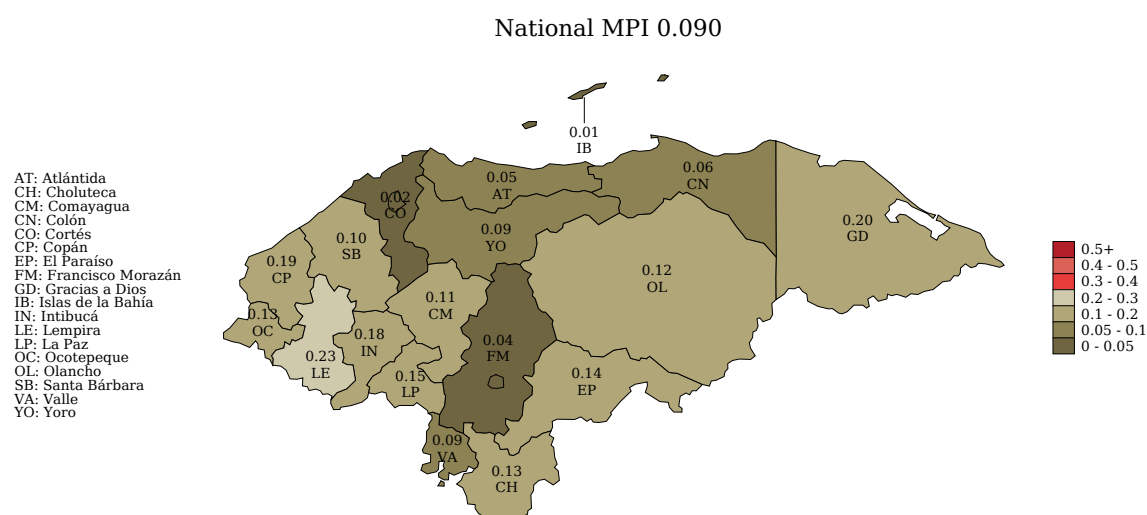 National MPI 0.090
0.01
IB
AT: Atlántida
CH: Choluteca
CM: Comayagua
CN: Colón
CO: Cortés
CP: Copán
EP: El Paraíso
FM: Francisco Morazán
GD: Gracias a Dios
IB: Islas de la Bahía
IN: Intibucá
LE: Lempira
LP: La Paz
OC: Ocotepeque
OL: Olancho
SB: Santa Bárbara
VA: Valle
YO: Yoro
0.05
AT
0.06
CN
0.02
CO
0.20
GD
0.09
YO
0.10
SB
0.19
CP
0.12
OL
0.11
CM
0.13
OC
0.18
IN
0.04
FM
0.23
LE
0.15
LP
0.14
EP
0.09
VA
0.13
CH
0.5+
0.4 - 0.5
0.3 - 0.4
0.2 - 0.3
0.1 - 0.2
0.05 - 0.1
0 - 0.05